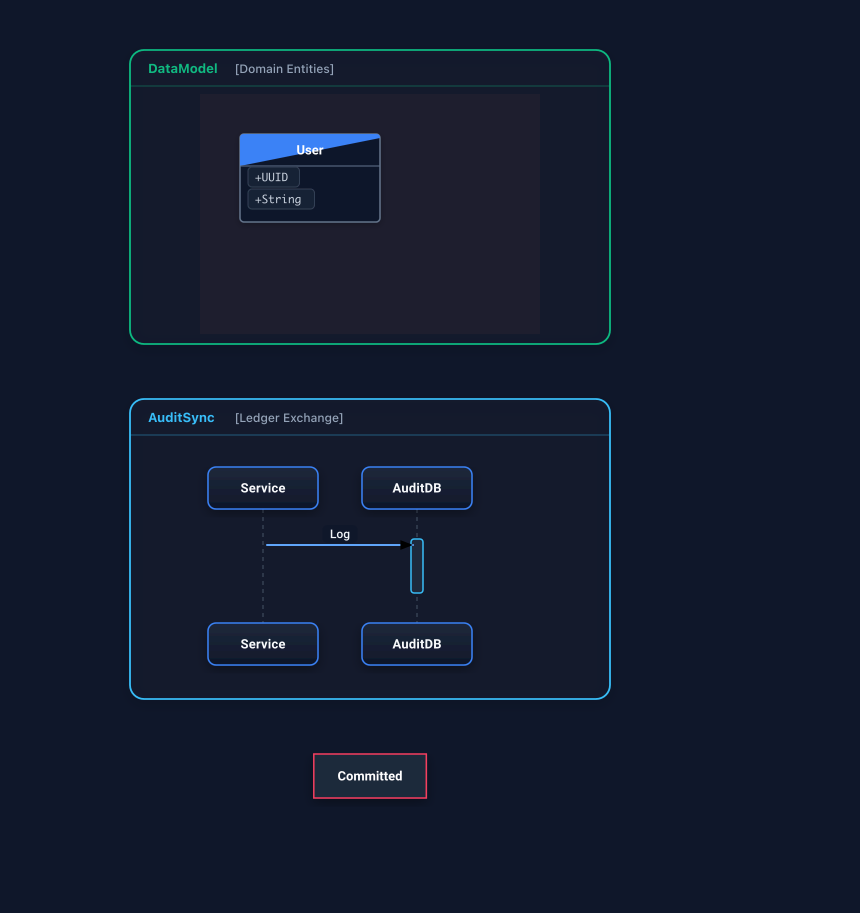 DataModel [Domain Entities]
User
+UUID
+String
AuditSync [Ledger Exchange]
Service AuditDB
Log
Service AuditDB
Committed